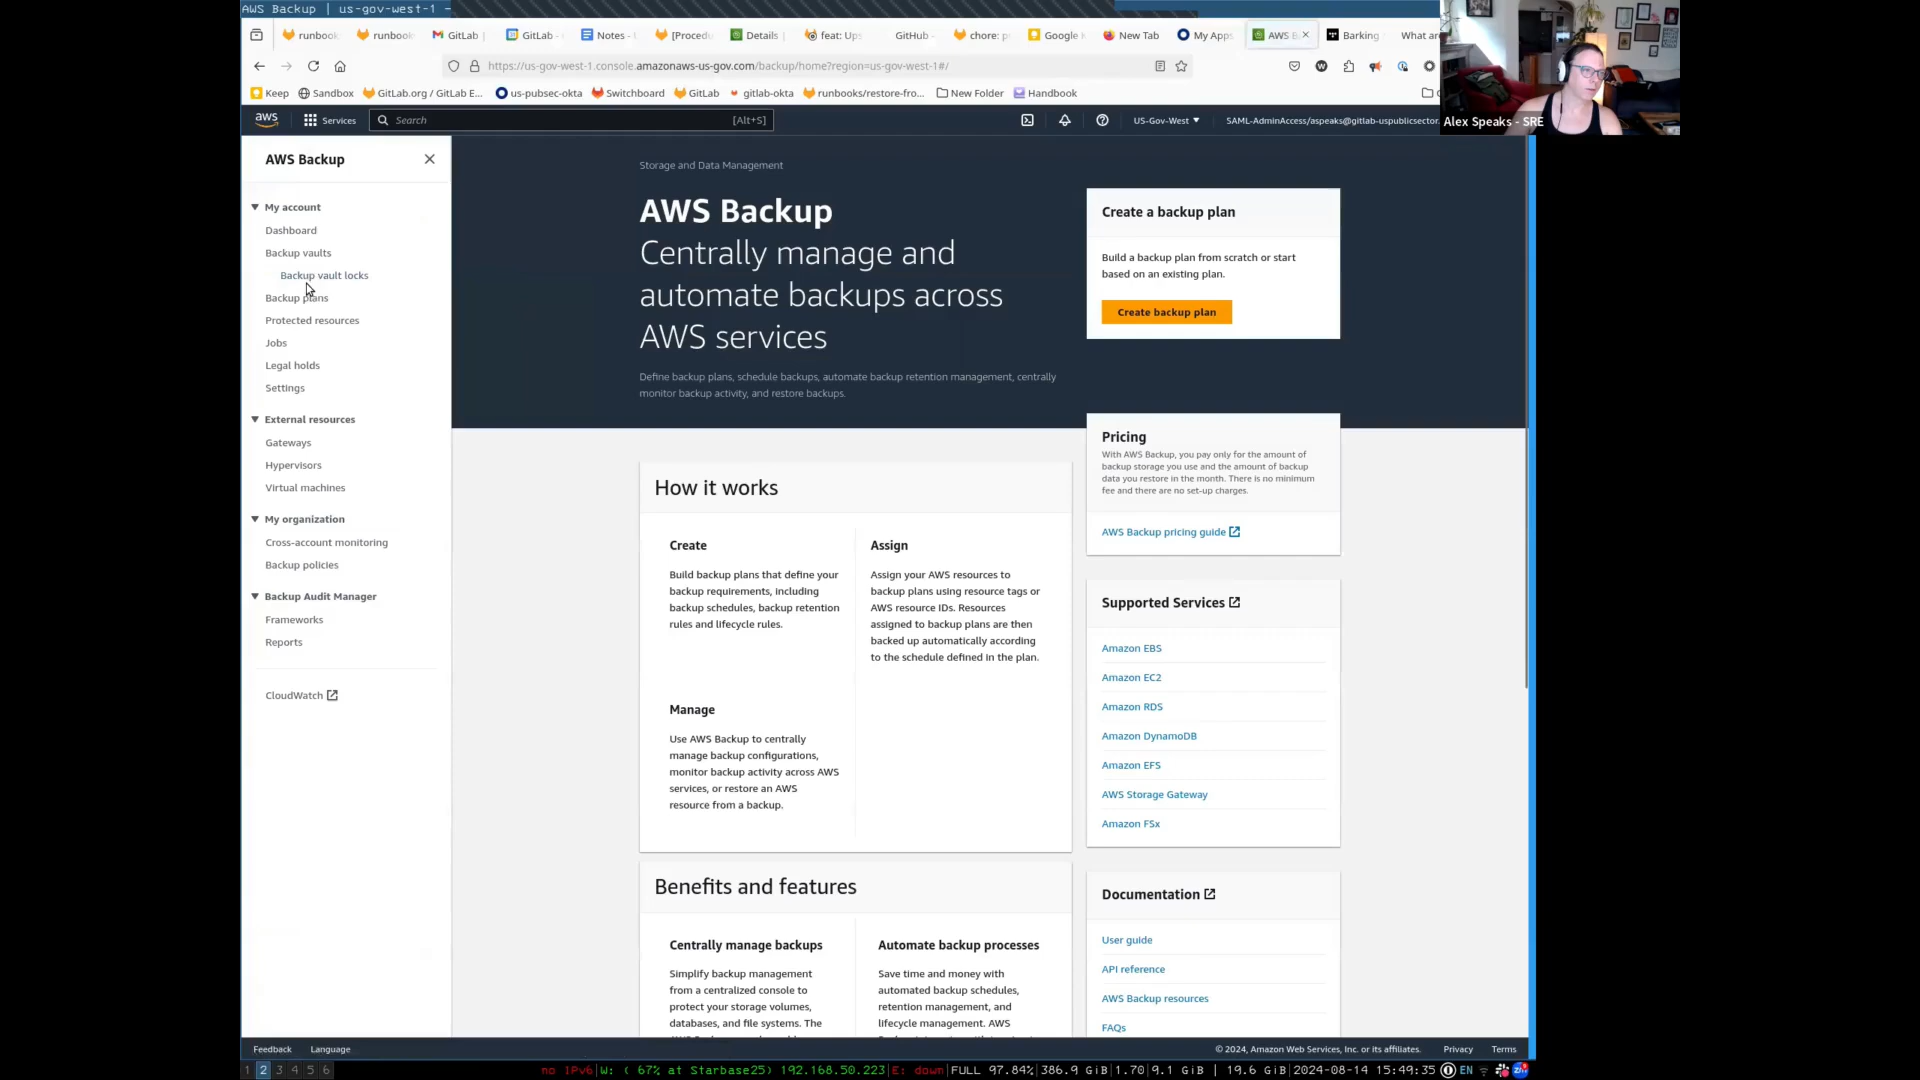 AWS Backup | us-gov-west-1 –
runbook
runbook
GitLab
GitLab -
Notes -
[Proced
Details
feat: Ups
GitHub -
chore: p
Google K
New Tab
My Apps
AWS B
Barking
What are
https://us-gov-west-1.console.amazonaws-us-gov.com/backup/home?region=us-gov-west-1#/
Keep
Sandbox
GitLab.org / GitLab E...
us-pubsec-okta
Switchboard
GitLab
gitlab-okta
runbooks/restore-fro...
New Folder
Handbook
aws
Services
Search
[Alt+S]
US-Gov-West
SAML-AdminAccess/aspeaks@gitlab-uspublicsector.
Alex Speaks - SRE
AWS Backup
My account
Dashboard
Backup vaults
Backup vault locks
Backup plans
Protected resources
Jobs
Legal holds
Settings
External resources
Gateways
Hypervisors
Virtual machines
My organization
Cross-account monitoring
Backup policies
Backup Audit Manager
Frameworks
Reports
CloudWatch
Storage and Data Management
AWS Backup
Centrally manage and
automate backups across
AWS services
Define backup plans, schedule backups, automate backup retention management, centrally
monitor backup activity, and restore backups.
Create a backup plan
Build a backup plan from scratch or start
based on an existing plan.
Create backup plan
Pricing
With AWS Backup, you pay only for the amount of
backup storage you use and the amount of backup
data you restore in the month. There is no minimum
fee and there are no set-up charges.
AWS Backup pricing guide
How it works
Create
Build backup plans that define your
backup requirements, including
backup schedules, backup retention
rules and lifecycle rules.
Assign
Assign your AWS resources to
backup plans using resource tags or
AWS resource IDs. Resources
assigned to backup plans are then
backed up automatically according
to the schedule defined in the plan.
Manage
Use AWS Backup to centrally
manage backup configurations,
monitor backup activity across AWS
services, or restore an AWS
resource from a backup.
Supported Services
Amazon EBS
Amazon EC2
Amazon RDS
Amazon DynamoDB
Amazon EFS
AWS Storage Gateway
Amazon FSx
Benefits and features
Centrally manage backups
Simplify backup management
from a centralized console to
protect your storage volumes,
databases, and file systems. The
Automate backup processes
Save time and money with
automated backup schedules,
retention management, and
lifecycle management. AWS
Documentation
User guide
API reference
AWS Backup resources
FAQs
Feedback
Language
© 2024, Amazon Web Services, Inc. or its affiliates.
Privacy
Terms
1 2 3 4 5 6
no IPv6|W: ( 67% at Starbase25) 192.168.50.223|E: down|FULL 97.84%|386.9 GiB|1.70|9.1 GiB | 19.6 GiB|2024-08-14 15:49:35
EN